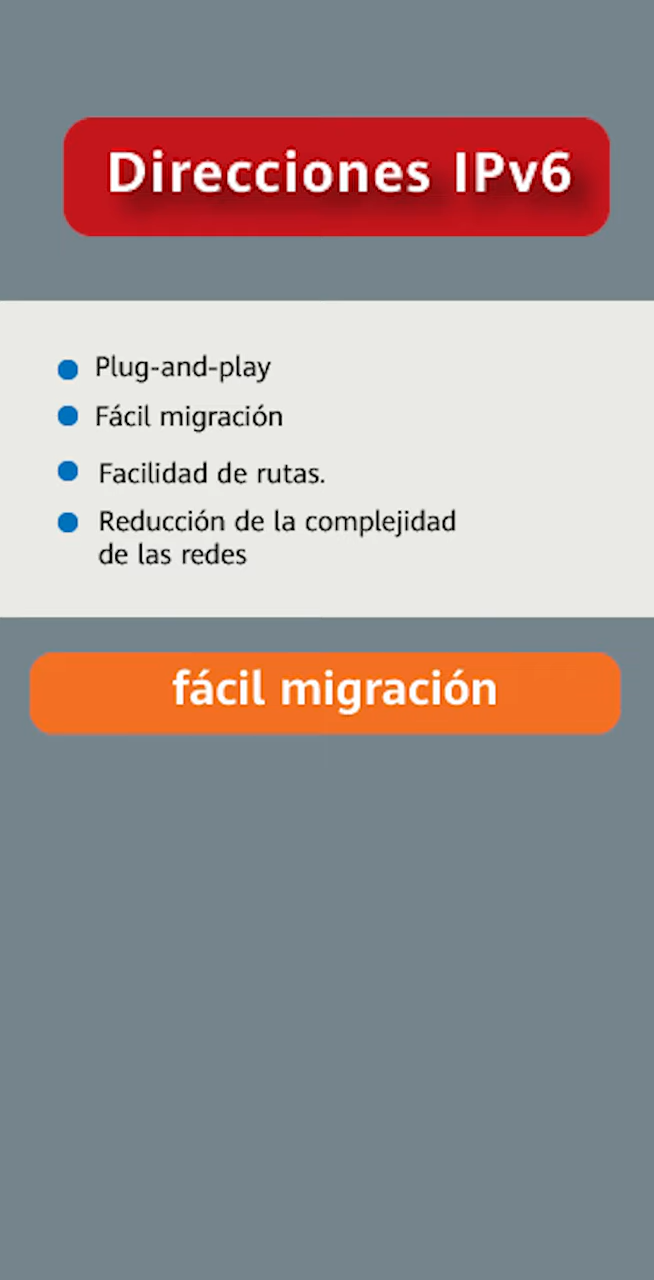 Direcciones IPv6
Plug-and-play
Fácil migración
Facilidad de rutas.
Reducción de la complejidad
de las redes
fácil migración